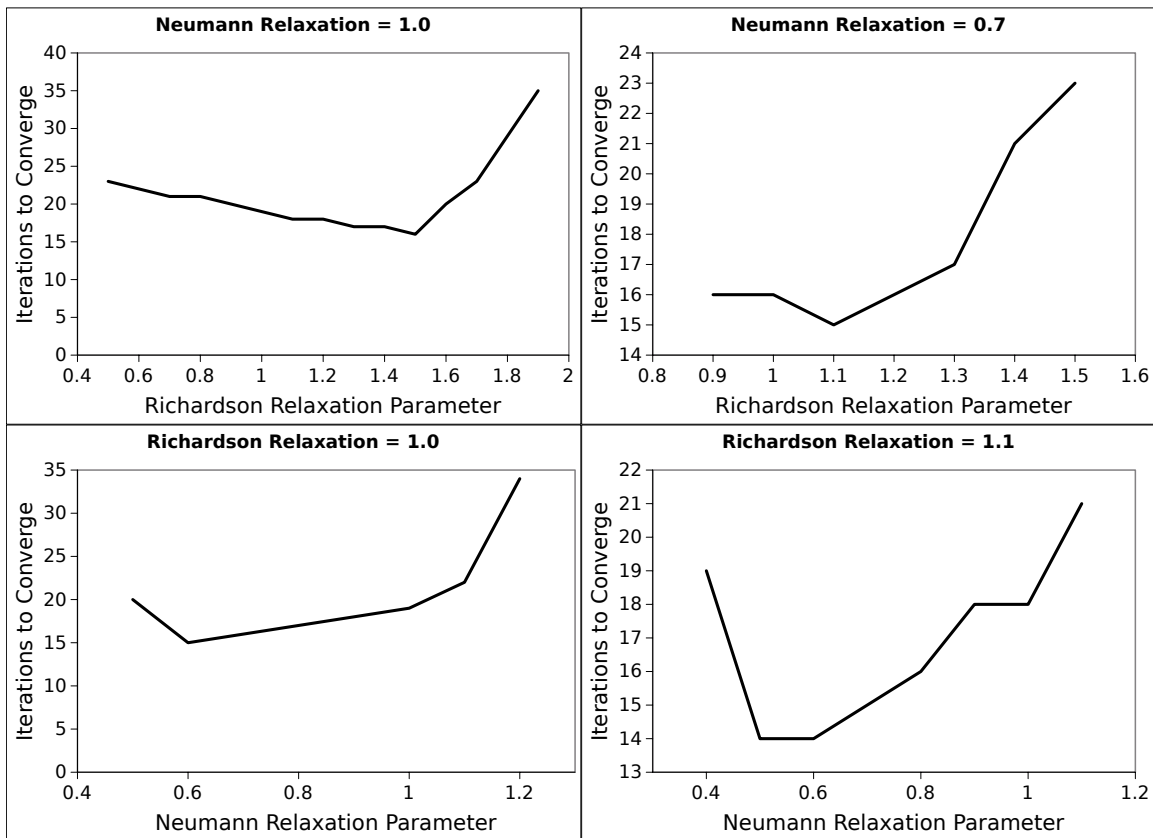 Neumann Relaxation = 1.0
40
35
30
25
20
15
10
5
0
Iterations to Converge
0.4 0.6 0.8 1 1.2 1.4 1.6 1.8 2
Richardson Relaxation Parameter
Neumann Relaxation = 0.7
24
23
22
21
20
19
18
17
16
15
14
Iterations to Converge
0.8 0.9 1 1.1 1.2 1.3 1.4 1.5 1.6
Richardson Relaxation Parameter
Richardson Relaxation = 1.0
35
30
25
20
15
10
5
0
Iterations to Converge
0.4 0.6 0.8 1 1.2
Neumann Relaxation Parameter
Richardson Relaxation = 1.1
22
21
20
19
18
17
16
15
14
13
Iterations to Converge
0.4 0.6 0.8 1 1.2
Neumann Relaxation Parameter